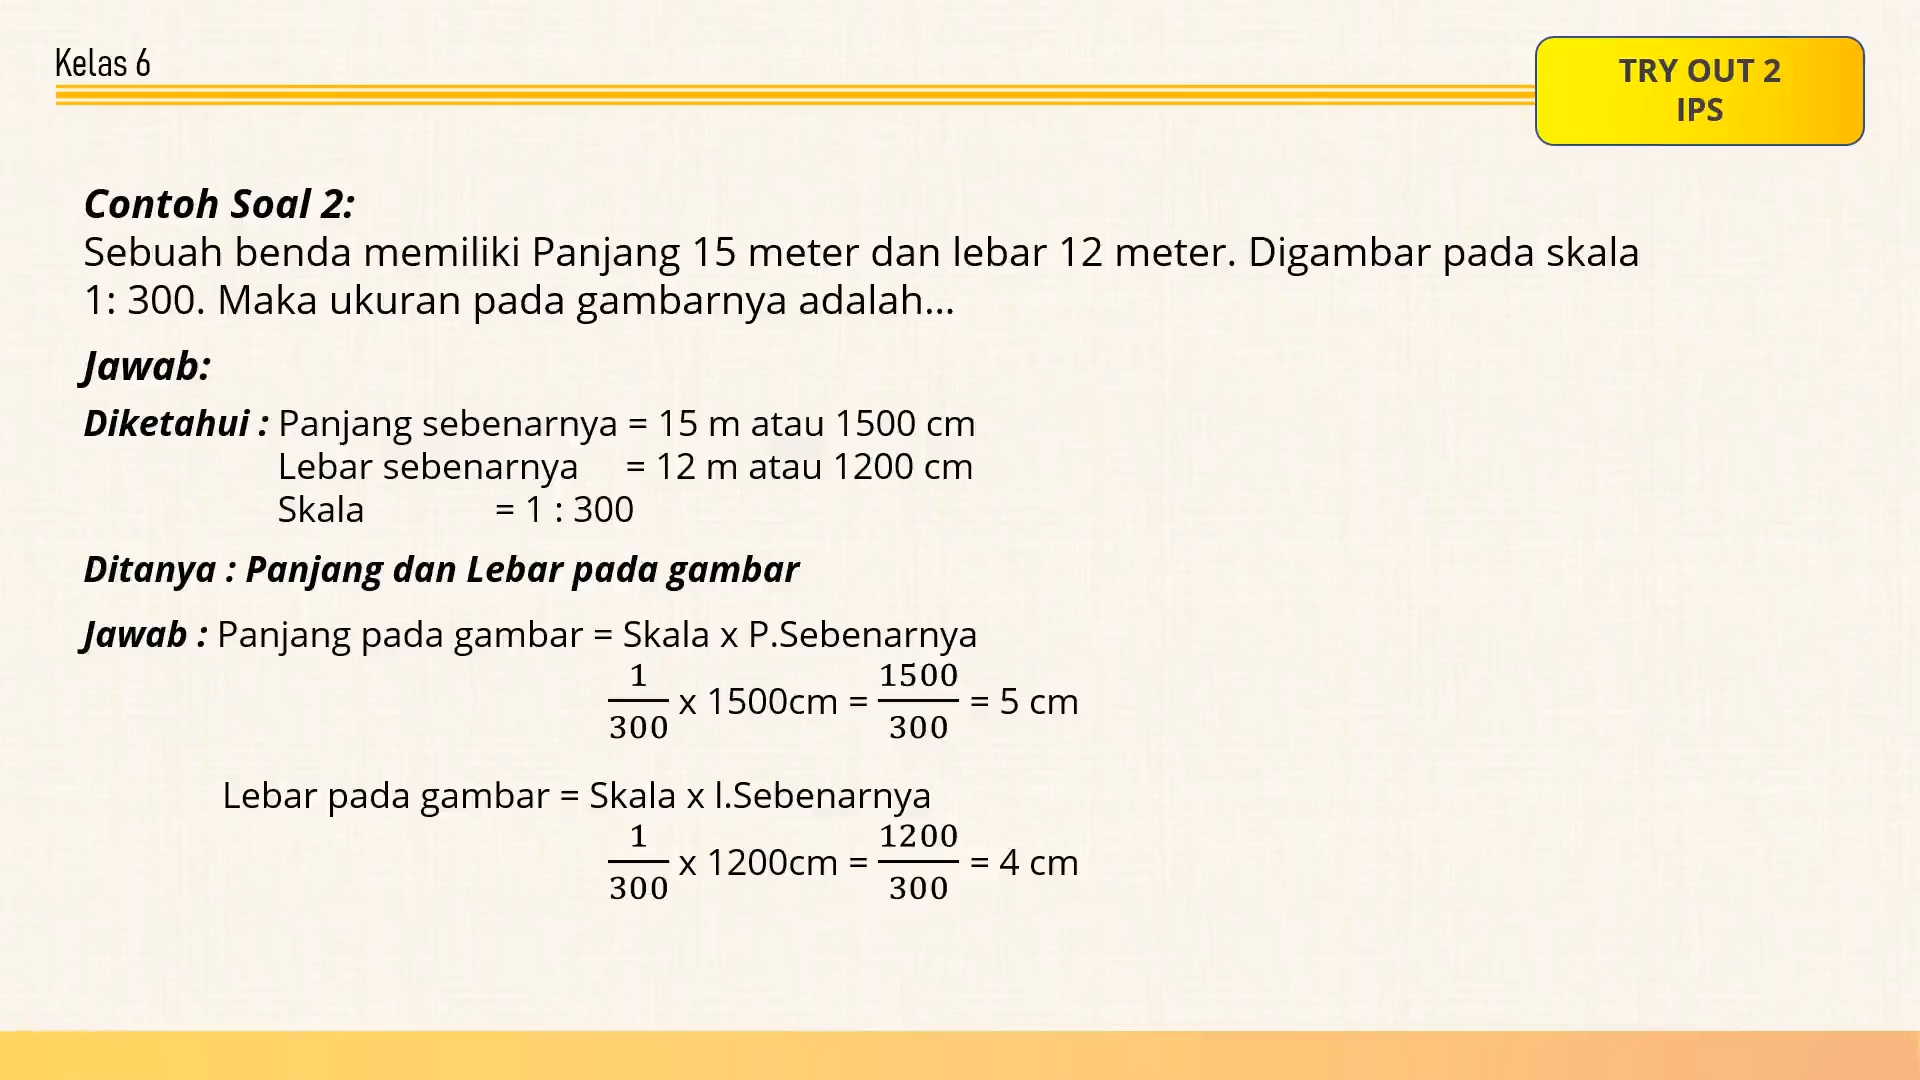 Kelas 6
TRY OUT 2
IPS
Contoh Soal 2:
Sebuah benda memiliki Panjang 15 meter dan lebar 12 meter. Digambar pada skala
1: 300. Maka ukuran pada gambarnya adalah...
Jawab:
Diketahui : Panjang sebenarnya = 15 m atau 1500 cm
Lebar sebenarnya = 12 m atau 1200 cm
Skala = 1 : 300
Ditanya : Panjang dan Lebar pada gambar
Jawab : Panjang pada gambar = Skala x P.Sebenarnya
1/300 x 1500cm = 1500/300 = 5 cm
Lebar pada gambar = Skala x l.Sebenarnya
1/300 x 1200cm = 1200/300 = 4 cm